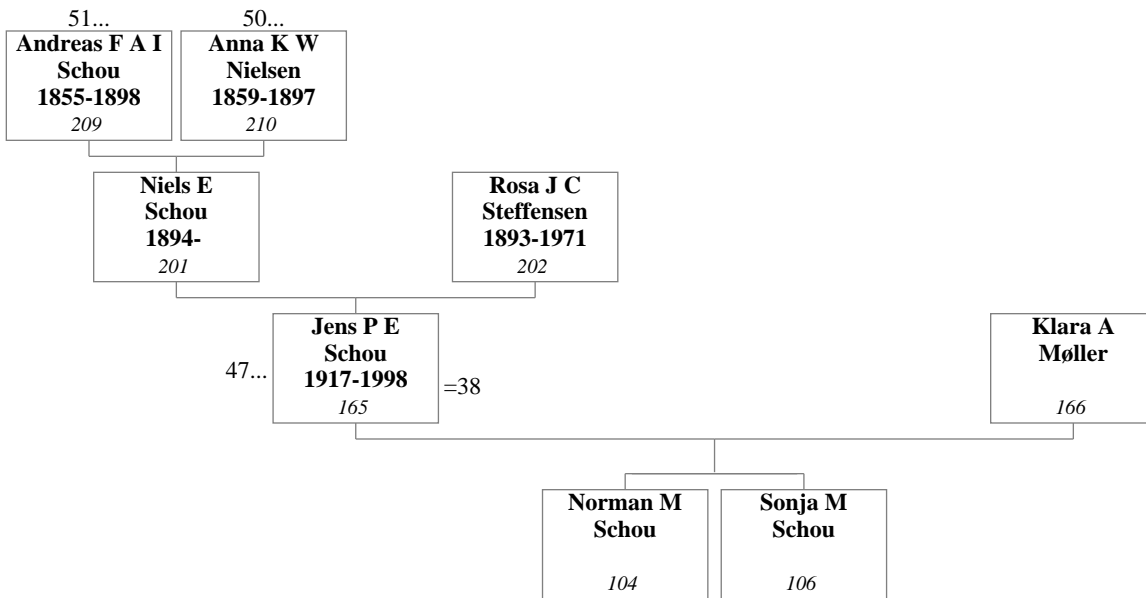 51...
Andreas F A I
Schou
1855-1898
209
50...
Anna K W
Nielsen
1859-1897
210
Niels E
Schou
1894-
201
Rosa J C
Steffensen
1893-1971
202
47...
Jens P E
Schou
1917-1998
165
=38
Klara A
Møller
166
Norman M
Schou
104
Sonja M
Schou
106